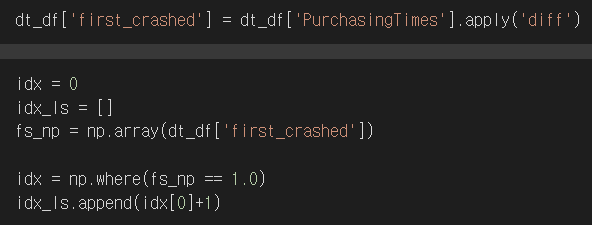 dt_df['first_crashed'] = dt_df['PurchasingTimes'].apply('diff')
idx = 0
idx_ls = []
fs_np = np.array(dt_df['first_crashed'])
idx = np.where(fs_np == 1.0)
idx_ls.append(idx[0]+1)